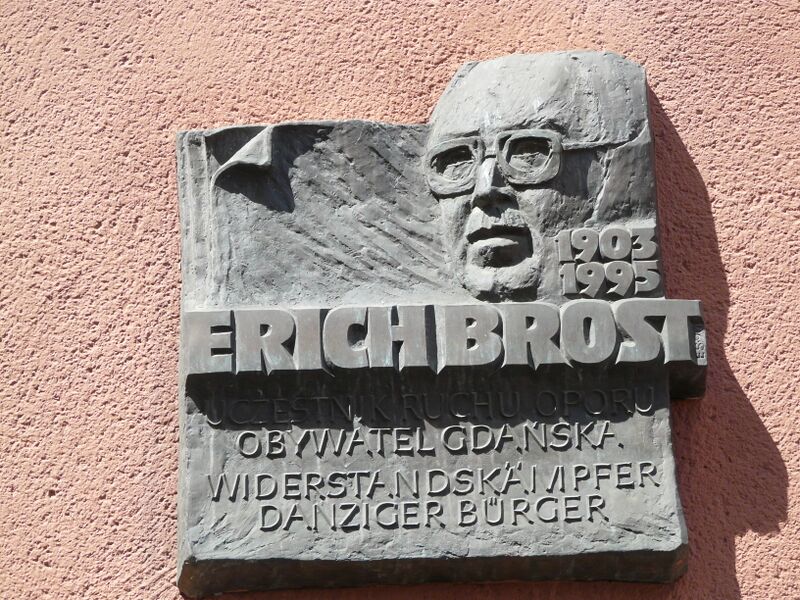 1903
1995
ERICH BROST
UCZESTNIK RUCHU OPORU
OBYWATEL GDAŃSKA
WIDERSTANDSKÄMPFER
DANZIGER BÜRGER